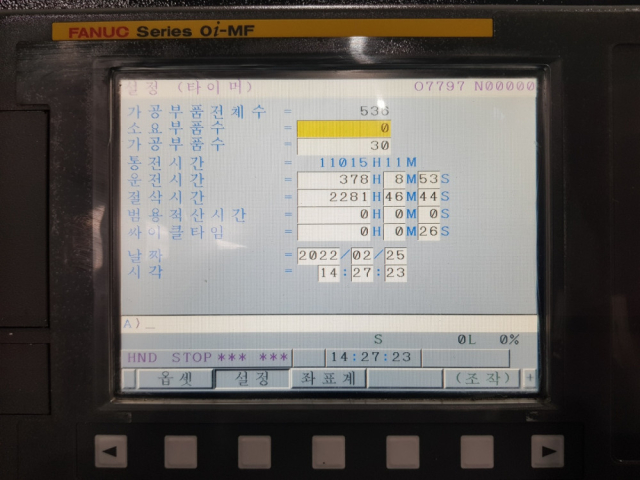 FANUC Series 0i-MF
설정 (타이머) O7797 N00000
가공부품전체수 = 536
소요부품수 = 0
가공부품수 = 30
통전시간 = 11015H11M
운전시간 = 378H 8M53S
절삭시간 = 2281H46M44S
범용적산시간 = 0H 0M 0S
싸이클타임 = 0H 0M26S
날짜 = 2022/02/25
시각 = 14:27:23
A)_
S 0L 0%
HND STOP *** *** 14:27:23
옵셋 설정 좌표계 (조작) +